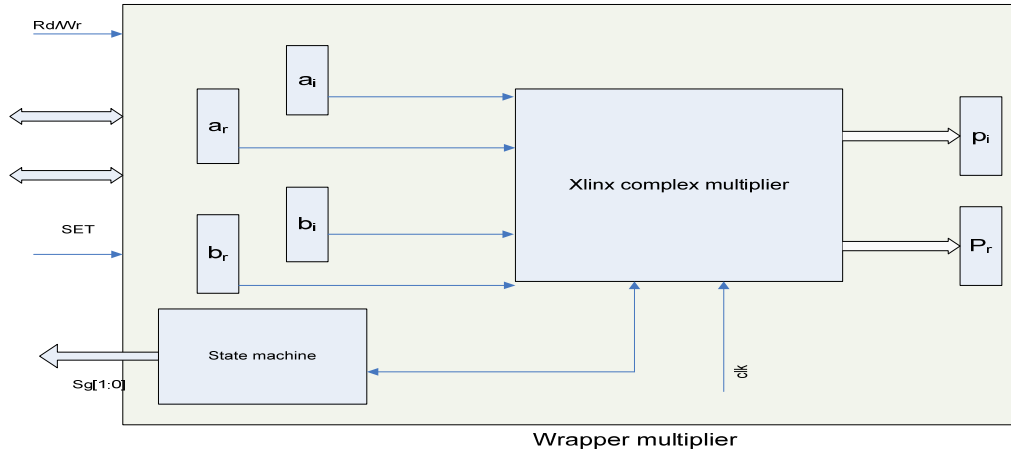 Rd/Wr
ai
ar
pi
Xlinx complex multiplier
bi
br
Pr
SET
State machine
Sg[1:0]
clk
Wrapper multiplier